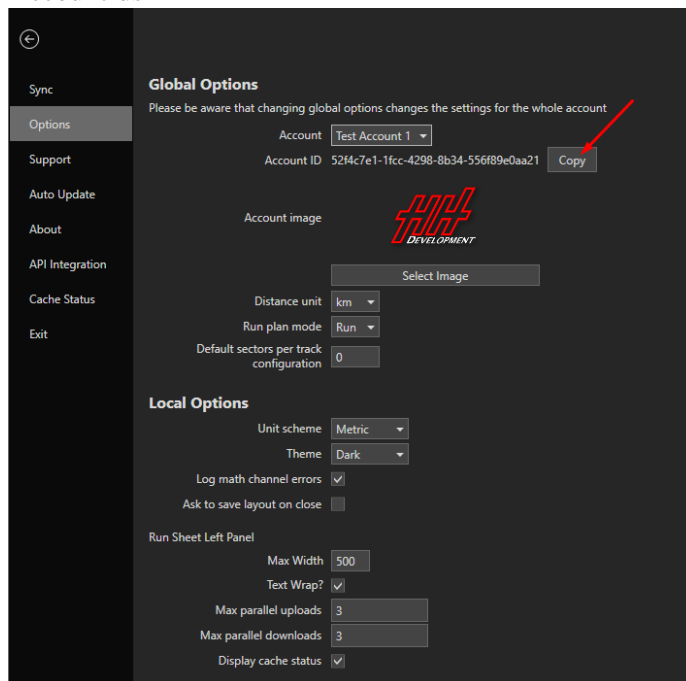 Sync
Options
Support
Auto Update
About
API Integration
Cache Status
Exit
Global Options
Please be aware that changing global options changes the settings for the whole account
Account Test Account 1
Account ID 52f4c7e1-1fcc-4298-8b34-556f89e0aa21 Copy
Account image
DEVELOPMENT
Select Image
Distance unit km
Run plan mode Run
Default sectors per track
configuration 0
Local Options
Unit scheme Metric
Theme Dark
Log math channel errors
Ask to save layout on close
Run Sheet Left Panel
Max Width 500
Text Wrap?
Max parallel uploads 3
Max parallel downloads 3
Display cache status